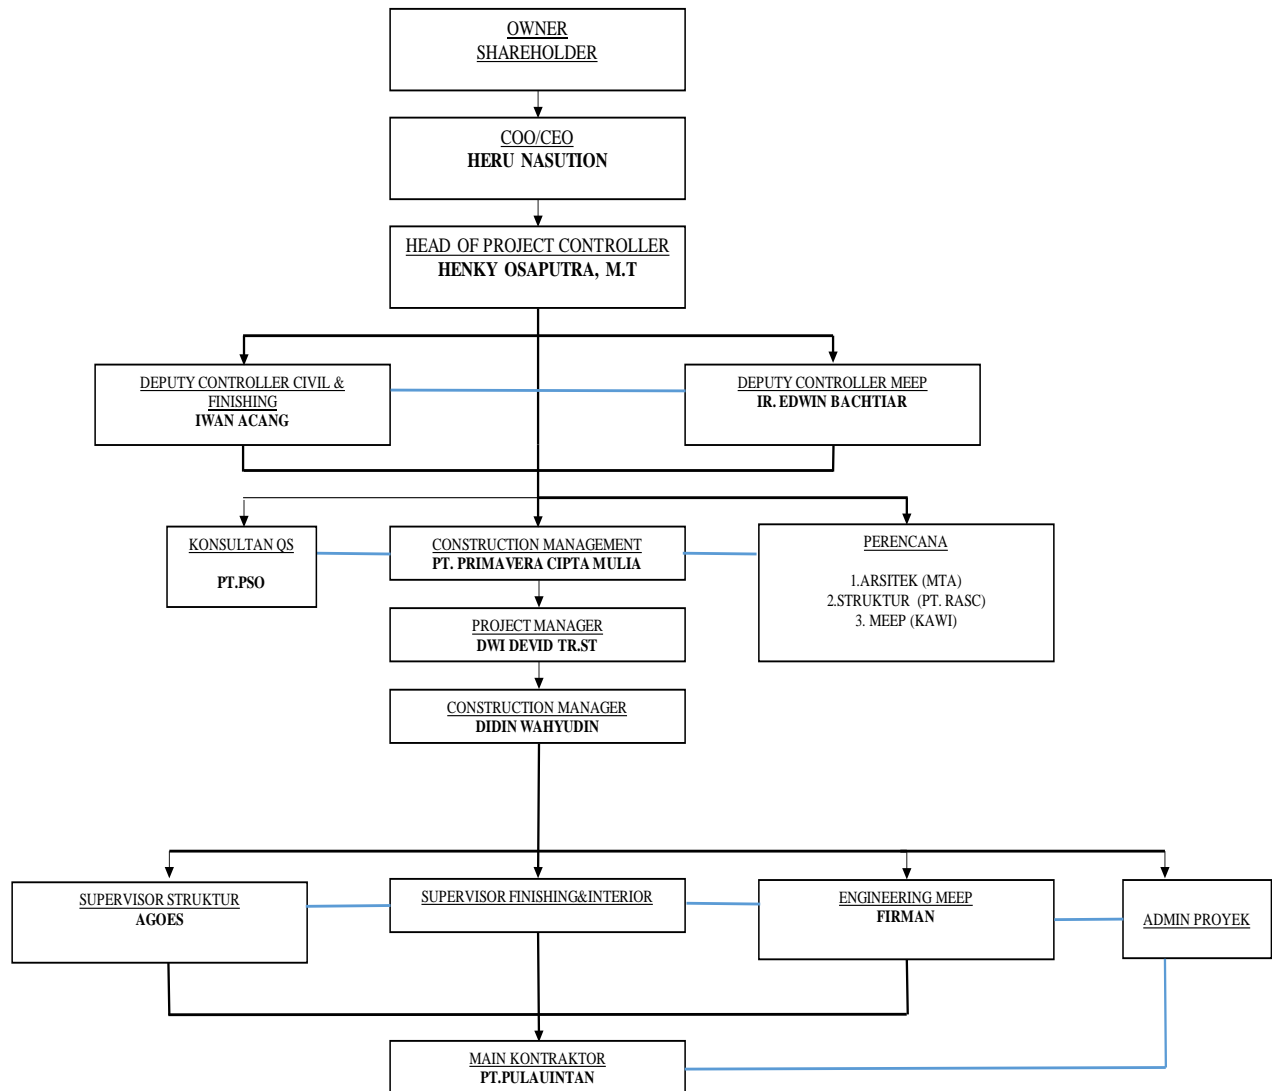 OWNER
SHAREHOLDER
COO/CEO
HERU NASUTION
HEAD OF PROJECT CONTROLLER
HENKY OSAPUTRA, M.T
DEPUTY CONTROLLER CIVIL &
FINISHING
IWAN ACANG
DEPUTY CONTROLLER MEEP
IR. EDWIN BACHTIAR
KONSULTAN QS
PT.PSO
CONSTRUCTION MANAGEMENT
PT. PRIMAVERA CIPTA MULIA
PERENCANA
1.ARSITEK (MTA)
2.STRUKTUR (PT. RASC)
3. MEEP (KAWI)
PROJECT MANAGER
DWI DEVID TR.ST
CONSTRUCTION MANAGER
DIDIN WAHYUDIN
SUPERVISOR STRUKTUR
AGOES
SUPERVISOR FINISHING&INTERIOR
ENGINEERING MEEP
FIRMAN
ADMIN PROYEK
MAIN KONTRAKTOR
PT.PULAUINTAN